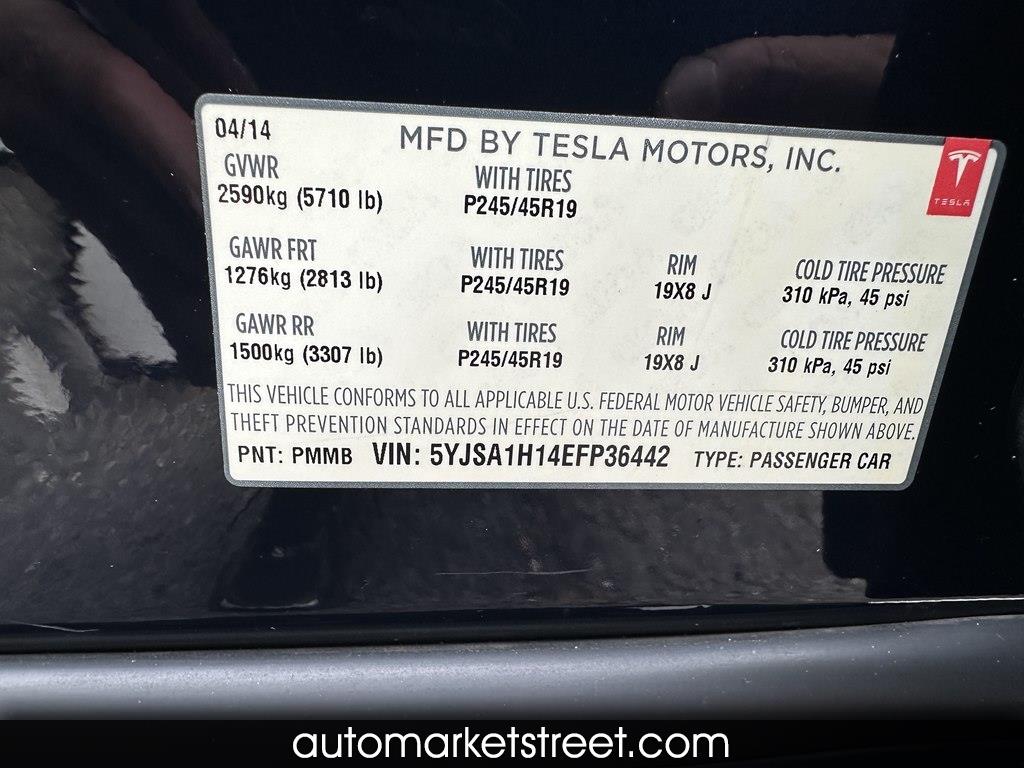 04/14
MFD BY TESLA MOTORS, INC.
TESLA
GVWR
2590kg (5710 lb)
WITH TIRES
P245/45R19
GAWR FRT
1276kg (2813 lb)
WITH TIRES
P245/45R19
RIM
19X8 J
COLD TIRE PRESSURE
310 kPa, 45 psi
GAWR RR
1500kg (3307 lb)
WITH TIRES
P245/45R19
RIM
19X8 J
COLD TIRE PRESSURE
310 kPa, 45 psi
THIS VEHICLE CONFORMS TO ALL APPLICABLE U.S. FEDERAL MOTOR VEHICLE SAFETY, BUMPER, AND
THEFT PREVENTION STANDARDS IN EFFECT ON THE DATE OF MANUFACTURE SHOWN ABOVE.
PNT: PMMB VIN: 5YJSA1H14EFP36442 TYPE: PASSENGER CAR
automarketstreet.com